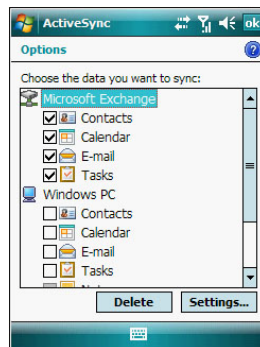 ActiveSync
ok
Options
?
Choose the data you want to sync:
Microsoft Exchange
Contacts
Calendar
E-mail
Tasks
Windows PC
Contacts
Calendar
E-mail
Tasks
Delete
Settings...